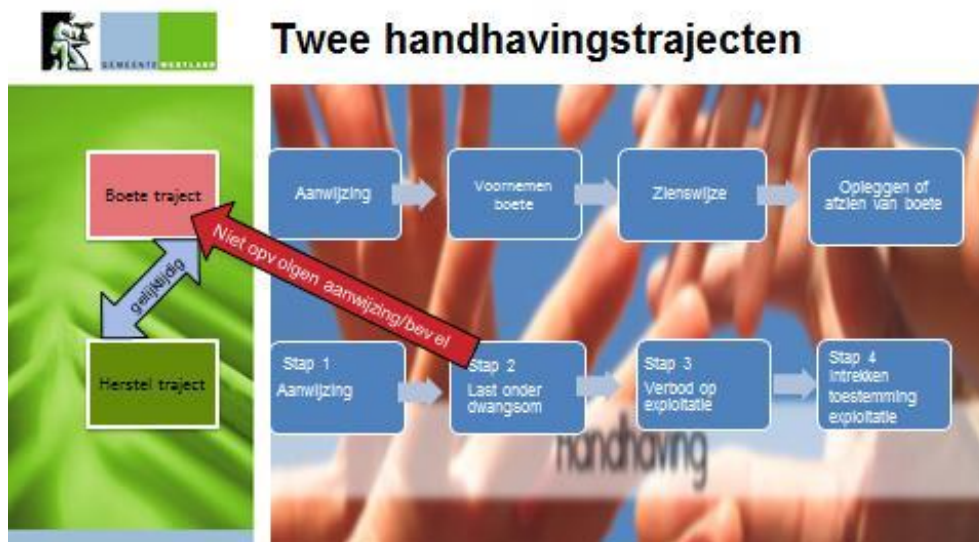 GEMEENTE WESTLAND
Twee handhavingstrajecten
Boete traject
Aanwijzing
Voornemen
boete
Zienswijze
Opleggen of
afzien van boete
Niet opvolgen aanwijzing/bevel
gelijktijdig
Herstel traject
Stap 1
Aanwijzing
Stap 2
Last onder
dwangsom
Stap 3
Verbod op
exploitatie
Stap 4
Intrekken
toestemming
exploitatie
Handhaving